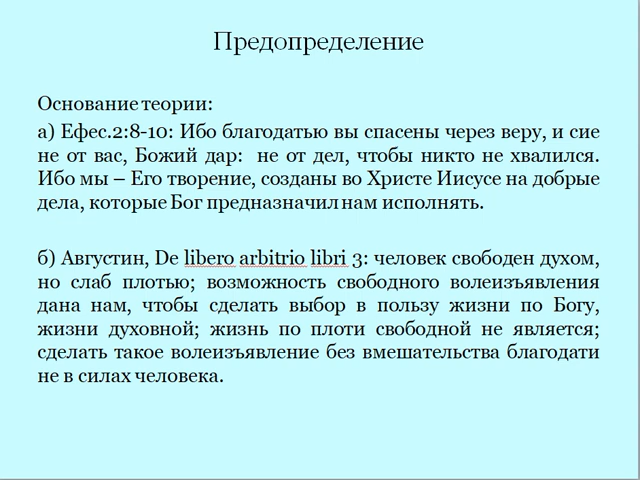 Предопределение
Основание теории:
а) Ефес.2:8-10: Ибо благодатью вы спасены через веру, и сие
не от вас, Божий дар: не от дел, чтобы никто не хвалился.
Ибо мы – Его творение, созданы во Христе Иисусе на добрые
дела, которые Бог предназначил нам исполнять.
б) Августин, De libero arbitrio libri 3: человек свободен духом,
но слаб плотью; возможность свободного волеизъявления
дана нам, чтобы сделать выбор в пользу жизни по Богу,
жизни духовной; жизнь по плоти свободной не является;
сделать такое волеизъявление без вмешательства благодати
не в силах человека.